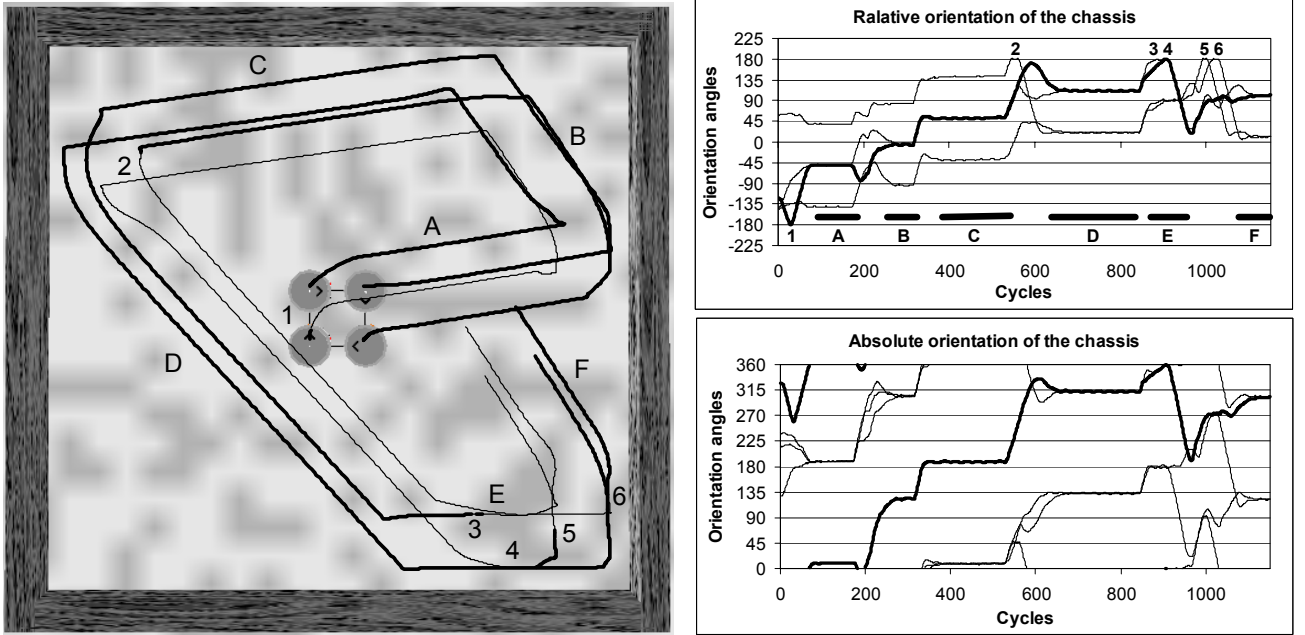 C
B
2
A
1
D
F
E
3
6
5
4
Ralative orientation of the chassis
Orientation angles
225
180
135
90
45
0
-45
-90
-135
-180
-225
2
3 4
5 6
1
A
B
C
D
E
F
0 200 400 600 800 1000
Cycles
Absolute orientation of the chassis
Orientation angles
360
315
270
225
180
135
90
45
0
0 200 400 600 800 1000
Cycles